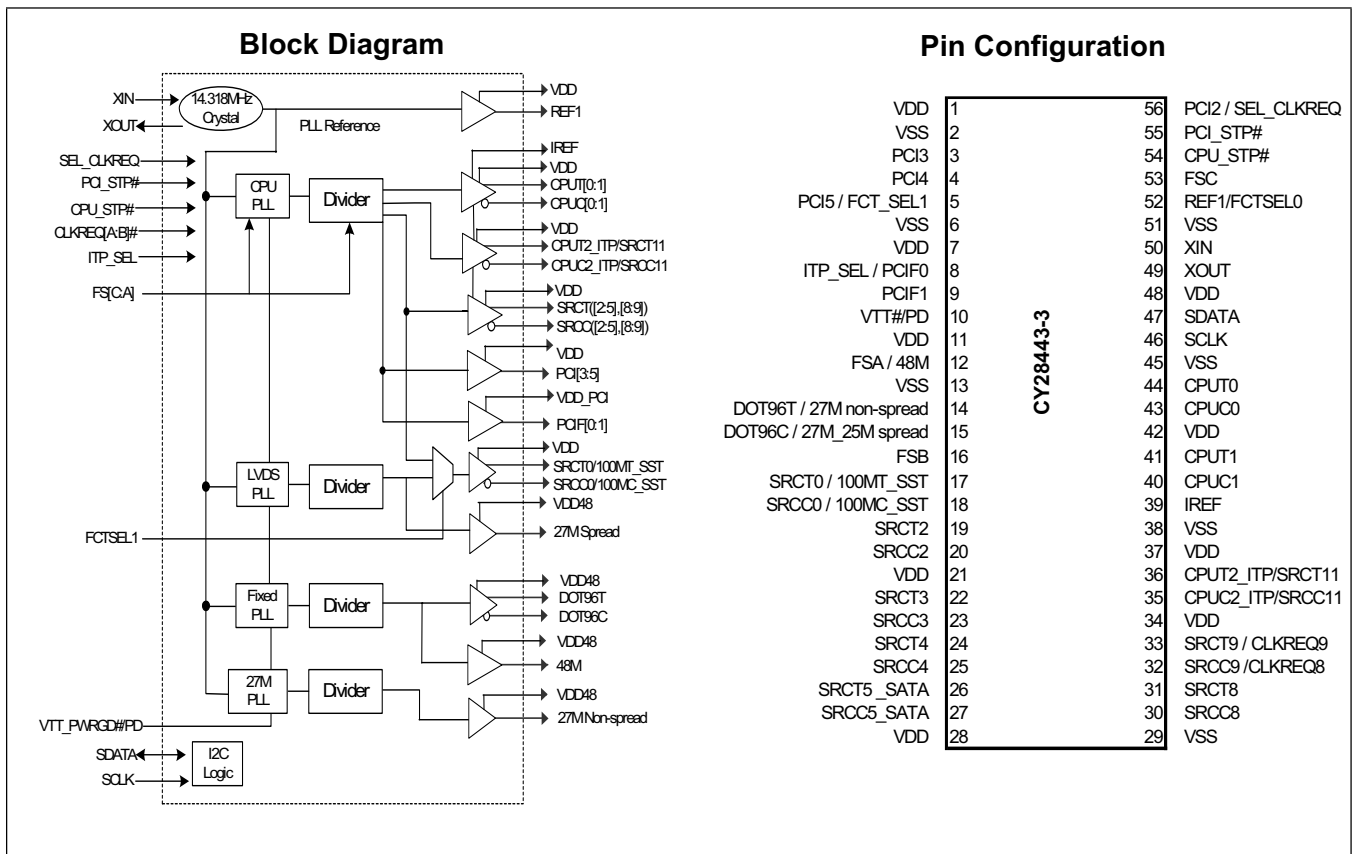 Block Diagram
XIN
XOUT
14.318MHz
Crystal
PLL Reference
VDD
REF1
SEL_CLKREQ
PCI_STP#
CPU_STP#
CLKREQ[A:B]#
ITP_SEL
FS[C:A]
CPU
PLL
Divider
IREF
VDD
CPUT[0:1]
CPUC[0:1]
VDD
CPUT2_ITP/SRCT11
CPUC2_ITP/SRCC11
VDD
SRCT([2:5],[8:9])
SRCC([2:5],[8:9])
VDD
PCI[3:5]
VDD_PCI
PCIF[0:1]
LVDS
PLL
Divider
VDD
SRCT0/100MT_SST
SRCC0/100MC_SST
VDD48
27M Spread
FCTSEL1
Fixed
PLL
Divider
VDD48
DOT96T
DOT96C
VDD48
48M
27M
PLL
Divider
VDD48
27M Non-spread
VTT_PWRGD#/PD
SDATA
SCLK
I2C
Logic
Pin Configuration
CY28443-3
VDD 1
VSS 2
PCI3 3
PCI4 4
PCI5 / FCT_SEL1 5
VSS 6
VDD 7
ITP_SEL / PCIF0 8
PCIF1 9
VTT#/PD 10
VDD 11
FSA / 48M 12
VSS 13
DOT96T / 27M non-spread 14
DOT96C / 27M_25M spread 15
FSB 16
SRCT0 / 100MT_SST 17
SRCC0 / 100MC_SST 18
SRCT2 19
SRCC2 20
VDD 21
SRCT3 22
SRCC3 23
SRCT4 24
SRCC4 25
SRCT5 _SATA 26
SRCC5_SATA 27
VDD 28
56 PCI2 / SEL_CLKREQ
55 PCI_STP#
54 CPU_STP#
53 FSC
52 REF1/FCTSEL0
51 VSS
50 XIN
49 XOUT
48 VDD
47 SDATA
46 SCLK
45 VSS
44 CPUT0
43 CPUC0
42 VDD
41 CPUT1
40 CPUC1
39 IREF
38 VSS
37 VDD
36 CPUT2_ITP/SRCT11
35 CPUC2_ITP/SRCC11
34 VDD
33 SRCT9 / CLKREQ9
32 SRCC9 /CLKREQ8
31 SRCT8
30 SRCC8
29 VSS